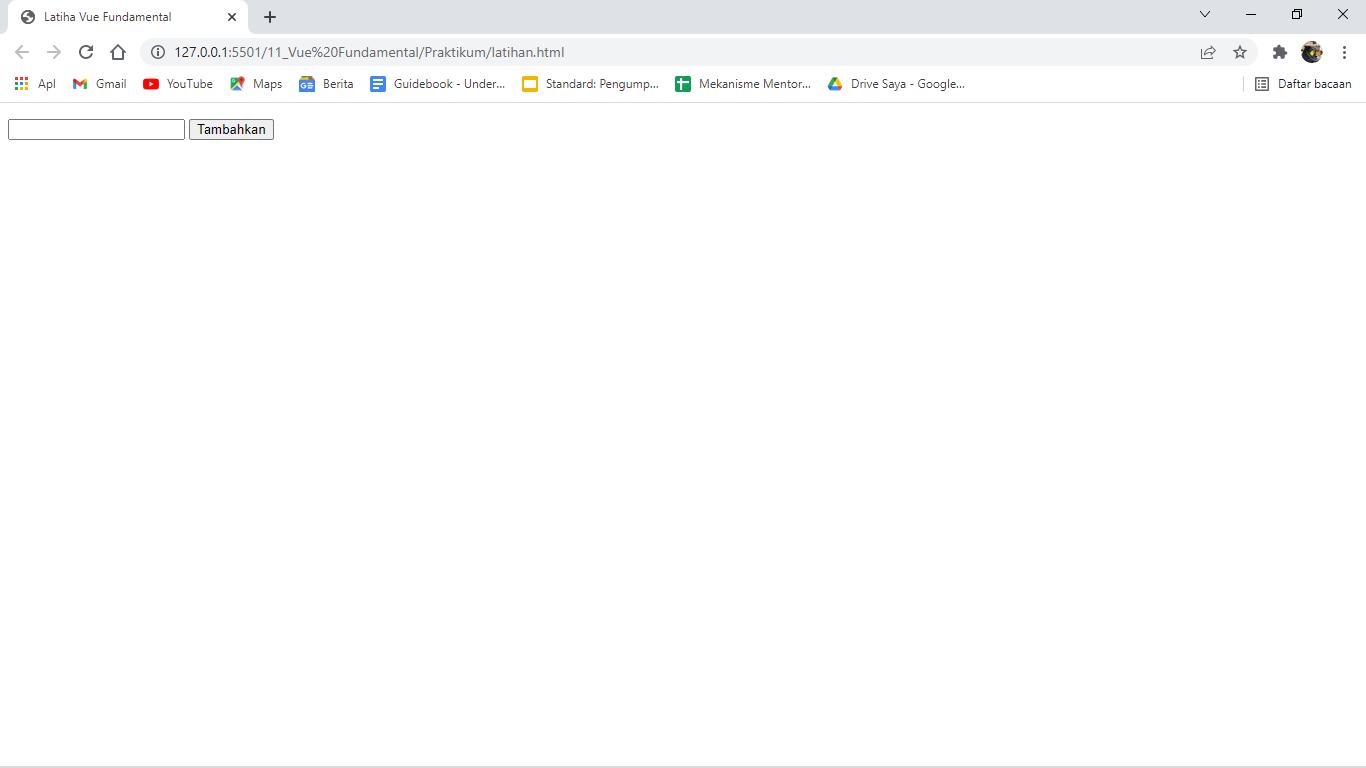 Latiha Vue Fundamental
127.0.0.1:5501/11_Vue%20Fundamental/Praktikum/latihan.html
Apl Gmail YouTube Maps GE Berita Guidebook - Under... Standard: Pengump... Mekanisme Mentor... Drive Saya - Google... Daftar bacaan
Tambahkan